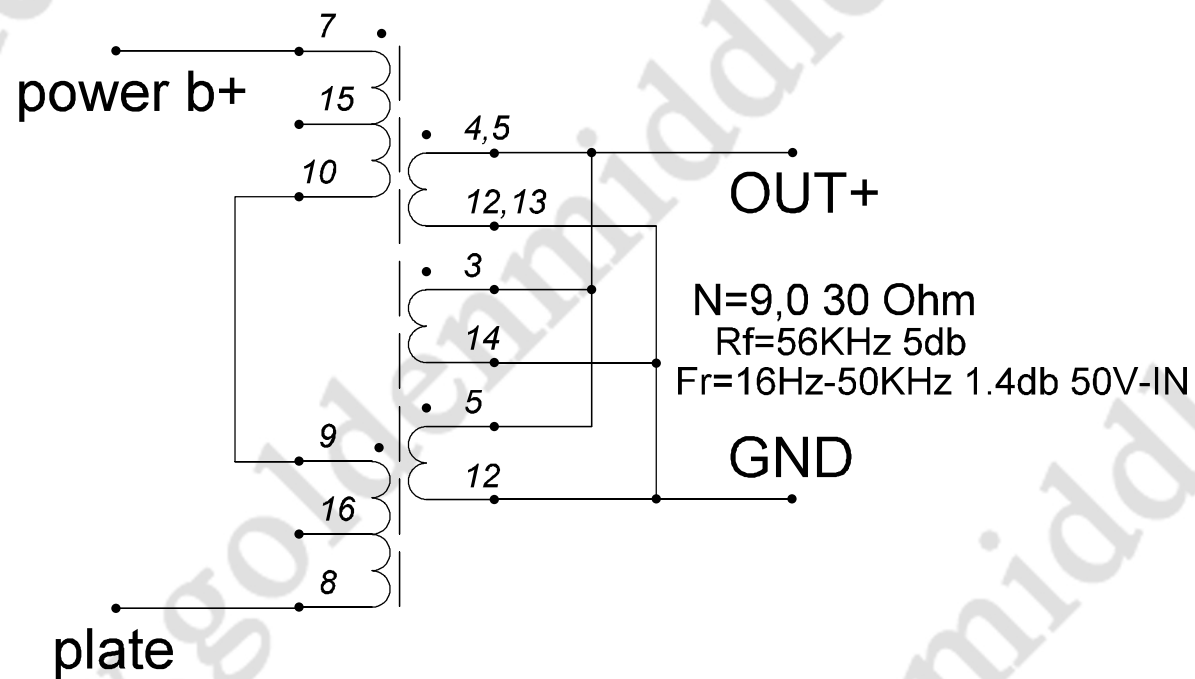 7
power b+
15
10
4,5
OUT+
12,13
3
N=9,0 30 Ohm
14
Rf=56KHz 5db
Fr=16Hz-50KHz 1.4db 50V-IN
5
9
GND
12
16
8
plate
goldenmiddle